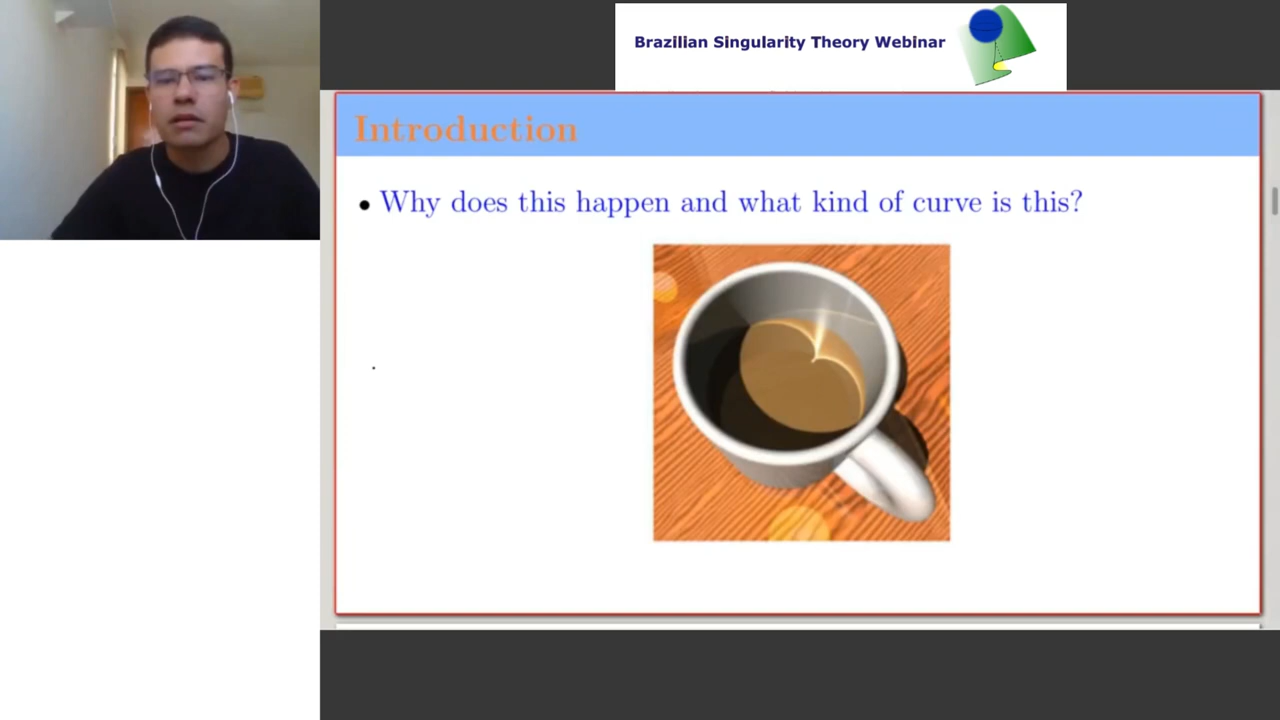 Brazilian Singularity Theory Webinar
Introduction
• Why does this happen and what kind of curve is this?